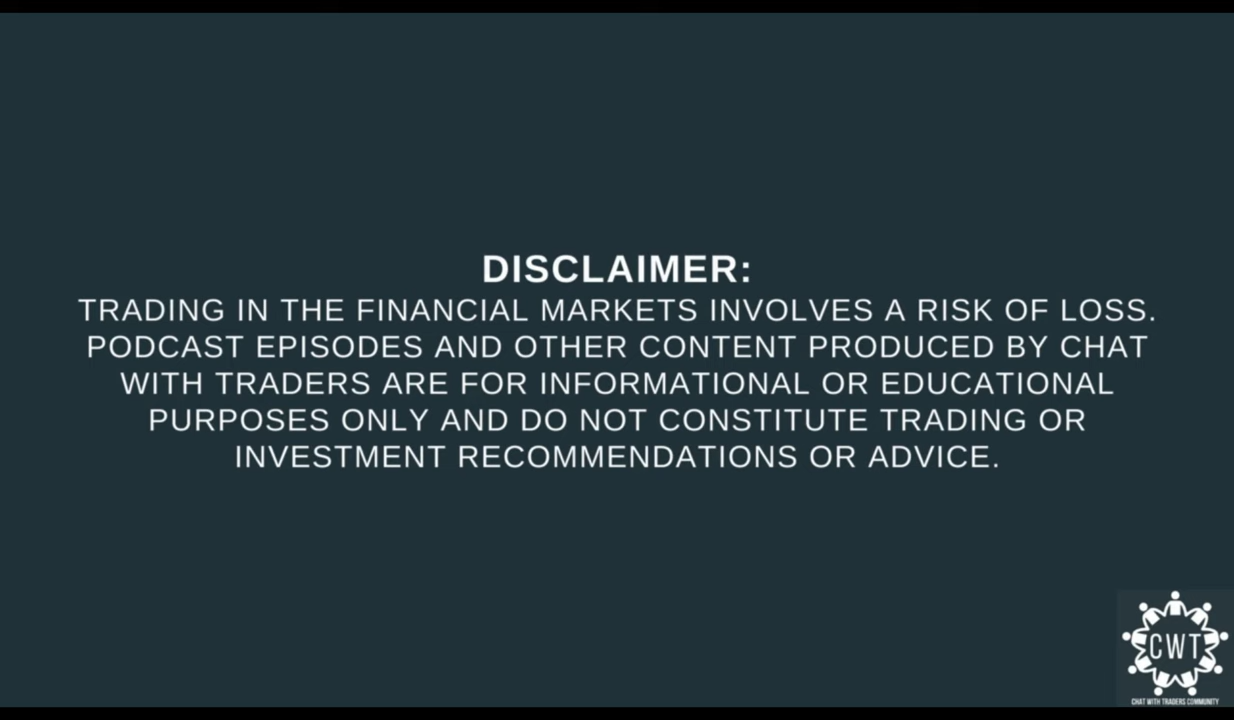 DISCLAIMER:
TRADING IN THE FINANCIAL MARKETS INVOLVES A RISK OF LOSS.
PODCAST EPISODES AND OTHER CONTENT PRODUCED BY CHAT
WITH TRADERS ARE FOR INFORMATIONAL OR EDUCATIONAL
PURPOSES ONLY AND DO NOT CONSTITUTE TRADING OR
INVESTMENT RECOMMENDATIONS OR ADVICE.
CWT
CHAT WITH TRADERS COMMUNITY